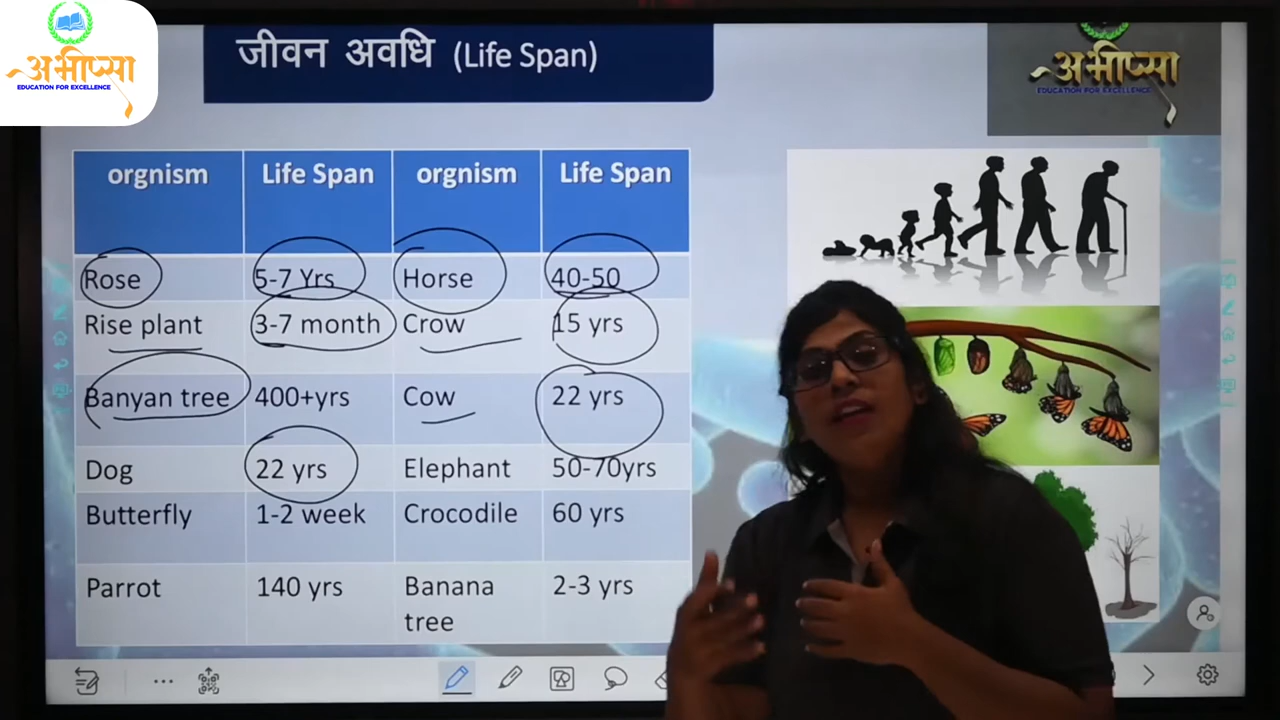 अभीप्सा
EDUCATION FOR EXCELLENCE
जीवन अवधि (Life Span)
अभीप्सा
EDUCATION FOR EXCELLENCE
orgnism Life Span orgnism Life Span
Rose 5-7 Yrs Horse 40-50
Rise plant 3-7 month Crow 15 yrs
Banyan tree 400+yrs Cow 22 yrs
Dog 22 yrs Elephant 50-70yrs
Butterfly 1-2 week Crocodile 60 yrs
Parrot 140 yrs Banana tree 2-3 yrs